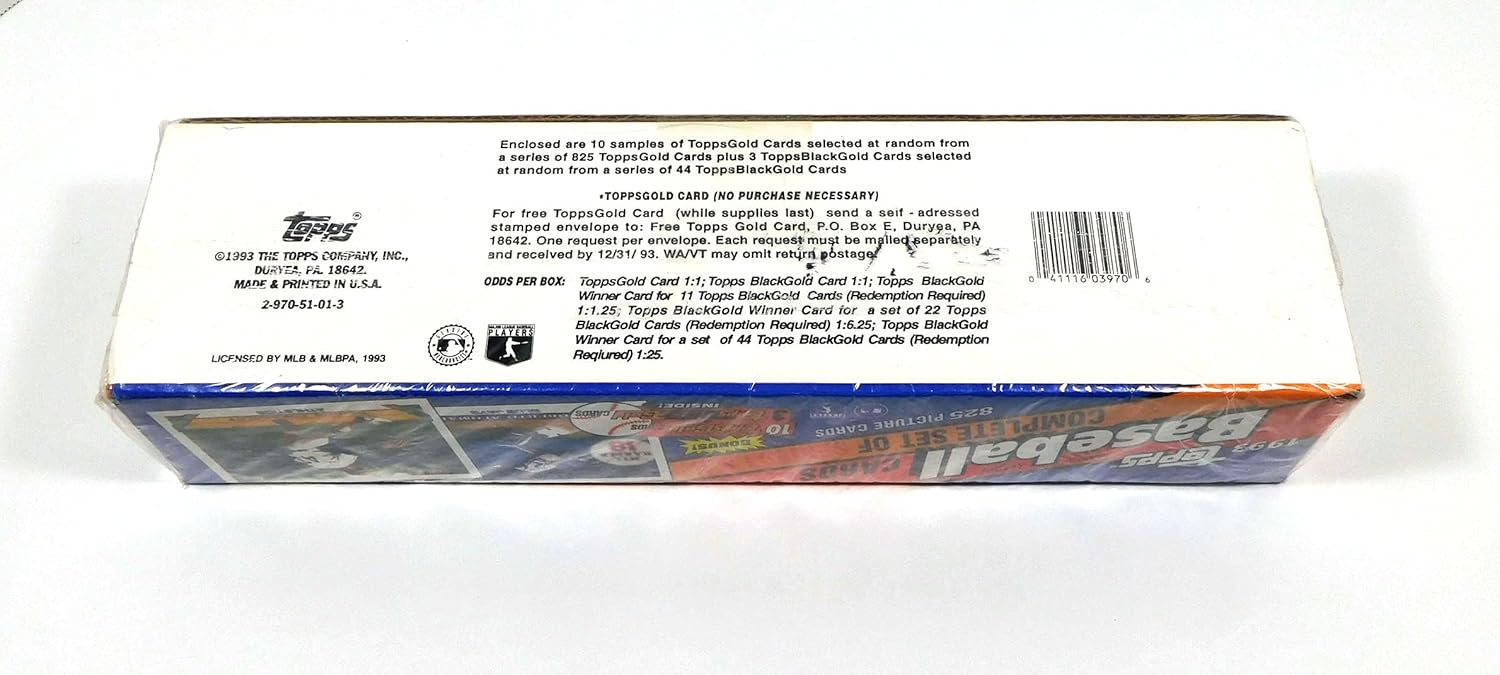 Enclosed are 10 samples of ToppsGold Cards selected at random from
a series of 825 ToppsGold Cards plus 3 ToppsBlackGold Cards selected
at random from a series of 44 ToppsBlackGold Cards
•TOPPSGOLD CARD (NO PURCHASE NECESSARY)
For free ToppsGold Card (while supplies last) send a self - adressed
stamped envelope to: Free Topps Gold Card, P.O. Box E, Duryea, PA
18642. One request per envelope. Each request must be mailed separately
and received by 12/31/ 93. WA/VT may omit return postage.
ODDS PER BOX: ToppsGold Card 1:1; Topps BlackGold Card 1:1; Topps BlackGold
Winner Card for 11 Topps BlackGold Cards (Redemption Required)
1:1.25; Topps BlackGold Winner Card for a set of 22 Topps
BlackGold Cards (Redemption Required) 1:6.25; Topps BlackGold
Winner Card for a set of 44 Topps BlackGold Cards (Redemption
Reqiured) 1:25.
Topps®
©1993 THE TOPPS COMPANY, INC.,
DURYEA, PA. 18642.
MADE & PRINTED IN U.S.A.
2-970-51-01-3
LICENSED BY MLB & MLBPA, 1993
MAJOR LEAGUE BASEBALL
PLAYERS
0 41116 03970 6
1993 Topps
Baseball CARDS
COMPLETE SET OF
825 PICTURE CARDS
BONUS!
10
INSIDE!
CARDS